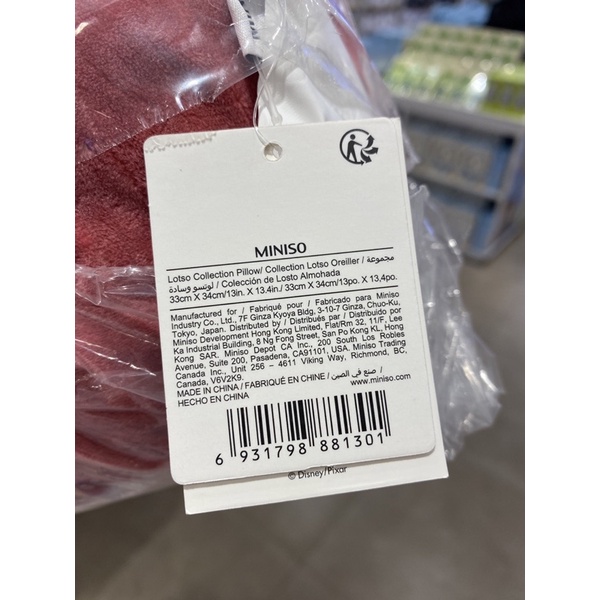 MINISO
Lotso Collection Pillow/ Collection Lotso Oreiller / مجموعة
لوتسو وسادة / Colección de Losto Almohada
33cm X 34cm/13in. X 13.4in./ 33cm X 34cm/13po. X 13,4po.
Manufactured for / Fabriqué pour / Fabricado para Miniso
Industry Co., Ltd., 7F Ginza Kyoya Bldg, 3-10-7 Ginza, Chuo-Ku,
Tokyo, Japan. Distributed by / Distribués par / Distribuido por
Miniso Development Hong Kong Limited, Flat/Rm 32, 11/F, Lee
Ka Industrial Building, 8 Ng Fong Street, San Po Kong KL, Hong
Kong SAR. Miniso Depot CA Inc., 200 South Los Robles
Avenue, Suite 200, Pasadena, CA91101, USA. Miniso Trading
Canada Inc., Unit 256 – 4611 Viking Way, Richmond, BC,
Canada, V6V2K9.
MADE IN CHINA / FABRIQUÉ EN CHINE / صنع في الصين /
HECHO EN CHINA www.miniso.com
6 931798 881301
© Disney/Pixar